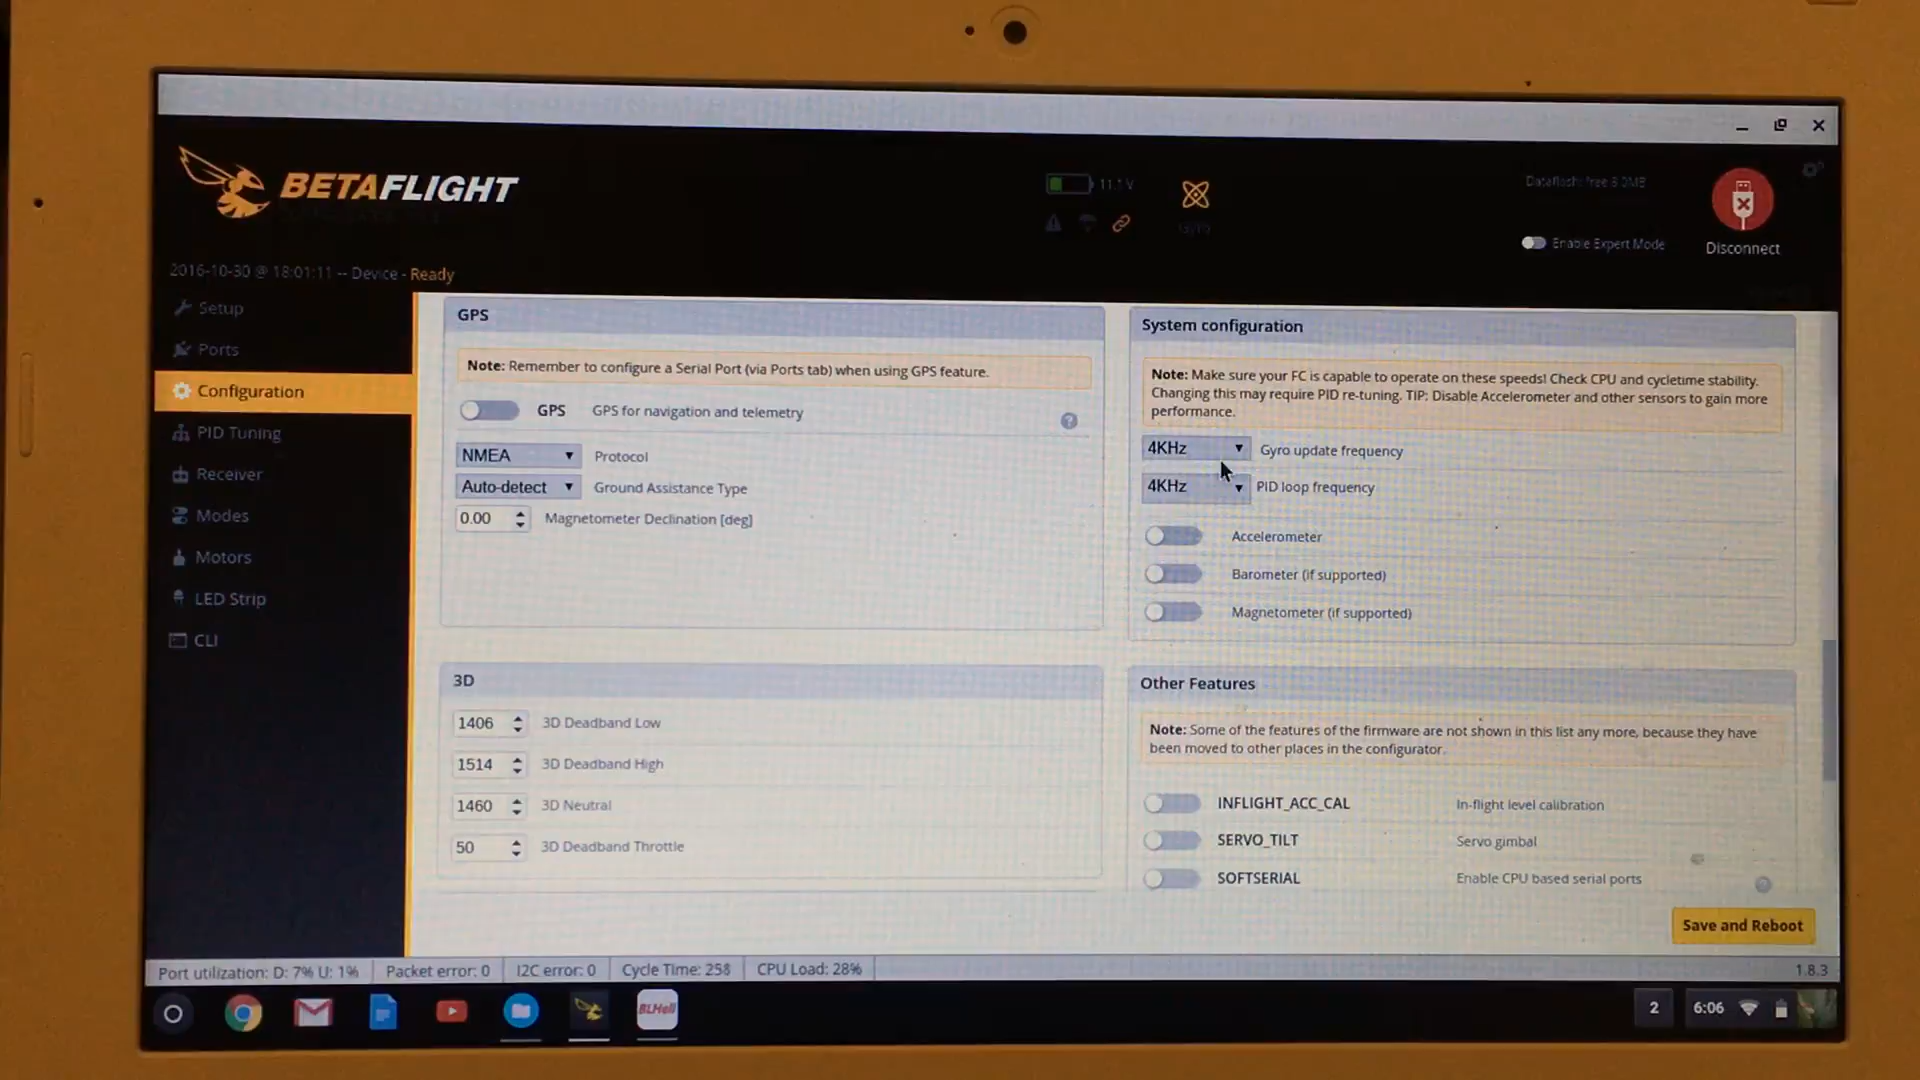 BETAFLIGHT
11.1 V
Dataflash: free 8.0MB
Enable Expert Mode
Disconnect
2016-10-30 @ 18:01:11 -- Device - Ready
Setup
Ports
Configuration
PID Tuning
Receiver
Modes
Motors
LED Strip
CLI
GPS
Note: Remember to configure a Serial Port (via Ports tab) when using GPS feature.
GPS GPS for navigation and telemetry
NMEA Protocol
Auto-detect Ground Assistance Type
0.00 Magnetometer Declination [deg]
System configuration
Note: Make sure your FC is capable to operate on these speeds! Check CPU and cycletime stability.
Changing this may require PID re-tuning. TIP: Disable Accelerometer and other sensors to gain more
performance.
4KHz Gyro update frequency
4KHz PID loop frequency
Accelerometer
Barometer (if supported)
Magnetometer (if supported)
3D
1406 3D Deadband Low
1514 3D Deadband High
1460 3D Neutral
50 3D Deadband Throttle
Other Features
Note: Some of the features of the firmware are not shown in this list any more, because they have
been moved to other places in the configurator.
INFLIGHT_ACC_CAL In-flight level calibration
SERVO_TILT Servo gimbal
SOFTSERIAL Enable CPU based serial ports
Save and Reboot
Port utilization: D: 7% U: 1% Packet error: 0 I2C error: 0 Cycle Time: 258 CPU Load: 28% 1.8.3
BLHeli
2 6:06